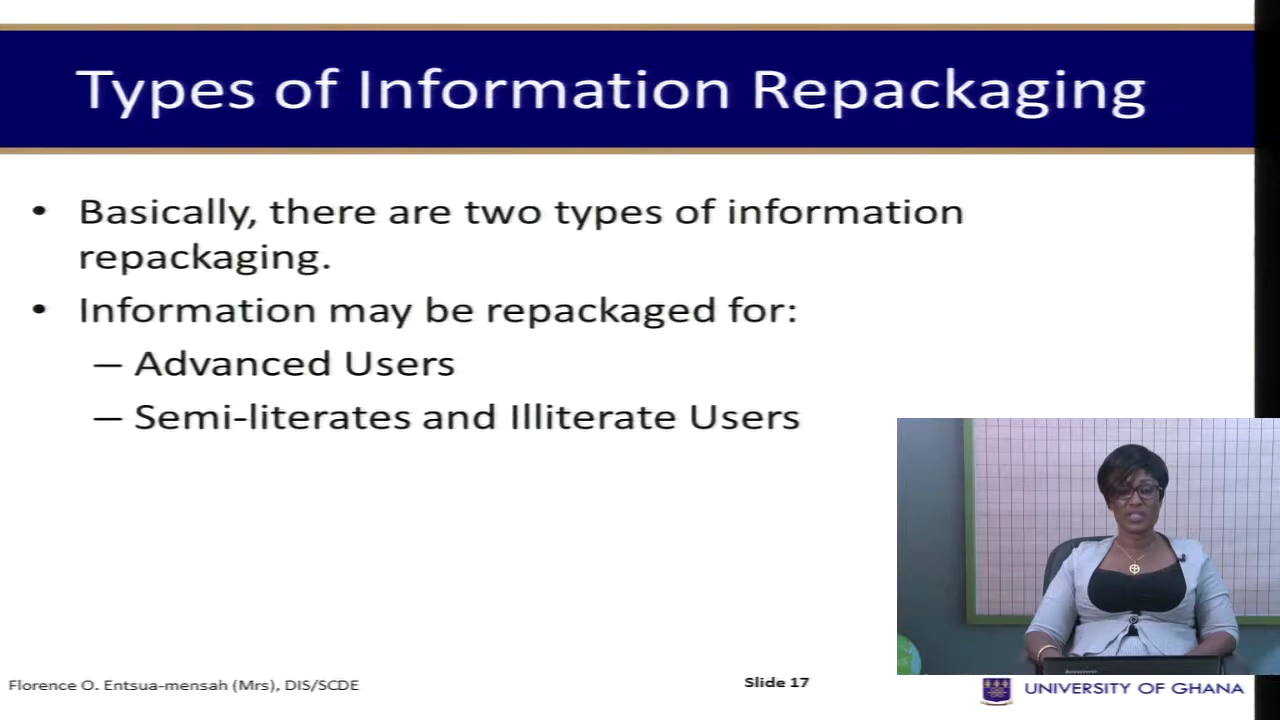 Types of Information Repackaging
• Basically, there are two types of information
repackaging.
• Information may be repackaged for:
– Advanced Users
– Semi-literates and Illiterate Users
Florence O. Entsua-mensah (Mrs), DIS/SCDE
Slide 17
UNIVERSITY OF GHANA